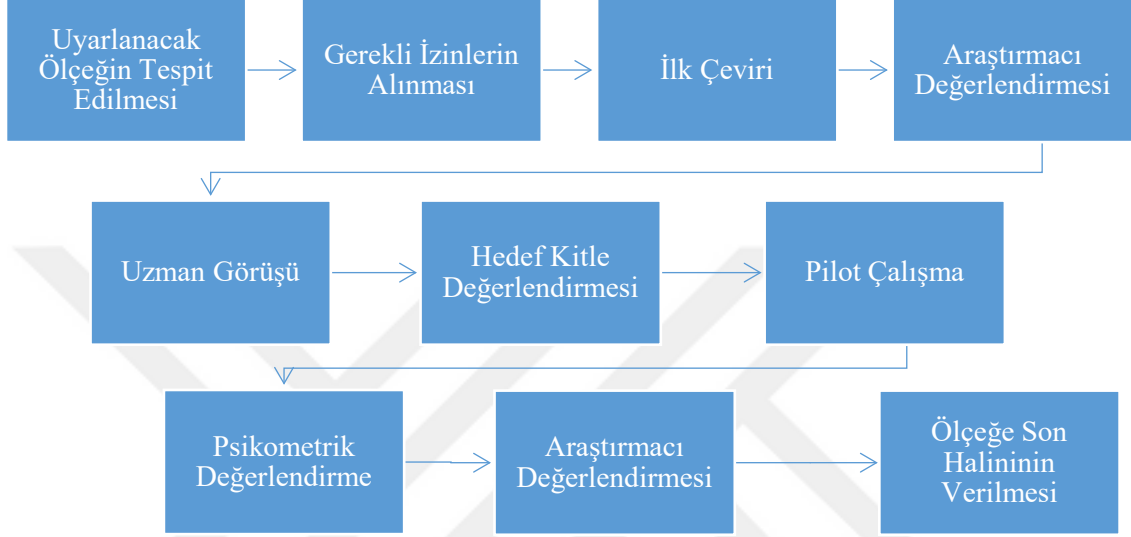 Uyarlanacak
Ölçeğin Tespit
Edilmesi
Gerekli İzinlerin
Alınması
İlk Çeviri
Araştırmacı
Değerlendirmesi
Uzman Görüşü
Hedef Kitle
Değerlendirmesi
Pilot Çalışma
Psikometrik
Değerlendirme
Araştırmacı
Değerlendirmesi
Ölçeğe Son
Halininin
Verilmesi